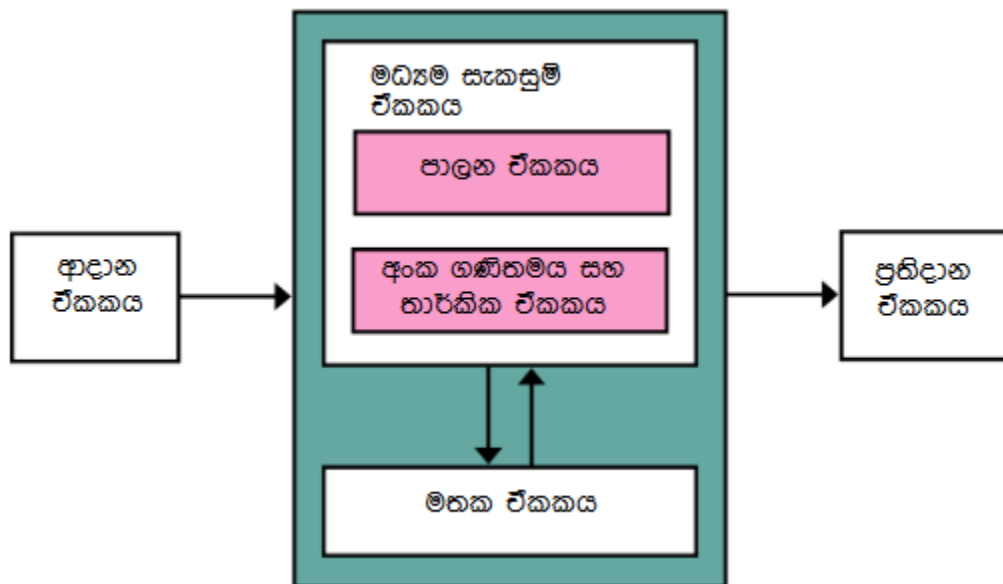 මධ්‍යම සැකසුම්
ඒකකය
පාලන ඒකකය
ආදාන
ඒකකය
අංක ගණිතමය සහ
තාර්කික ඒකකය
ප්‍රතිදාන
ඒකකය
මතක ඒකකය